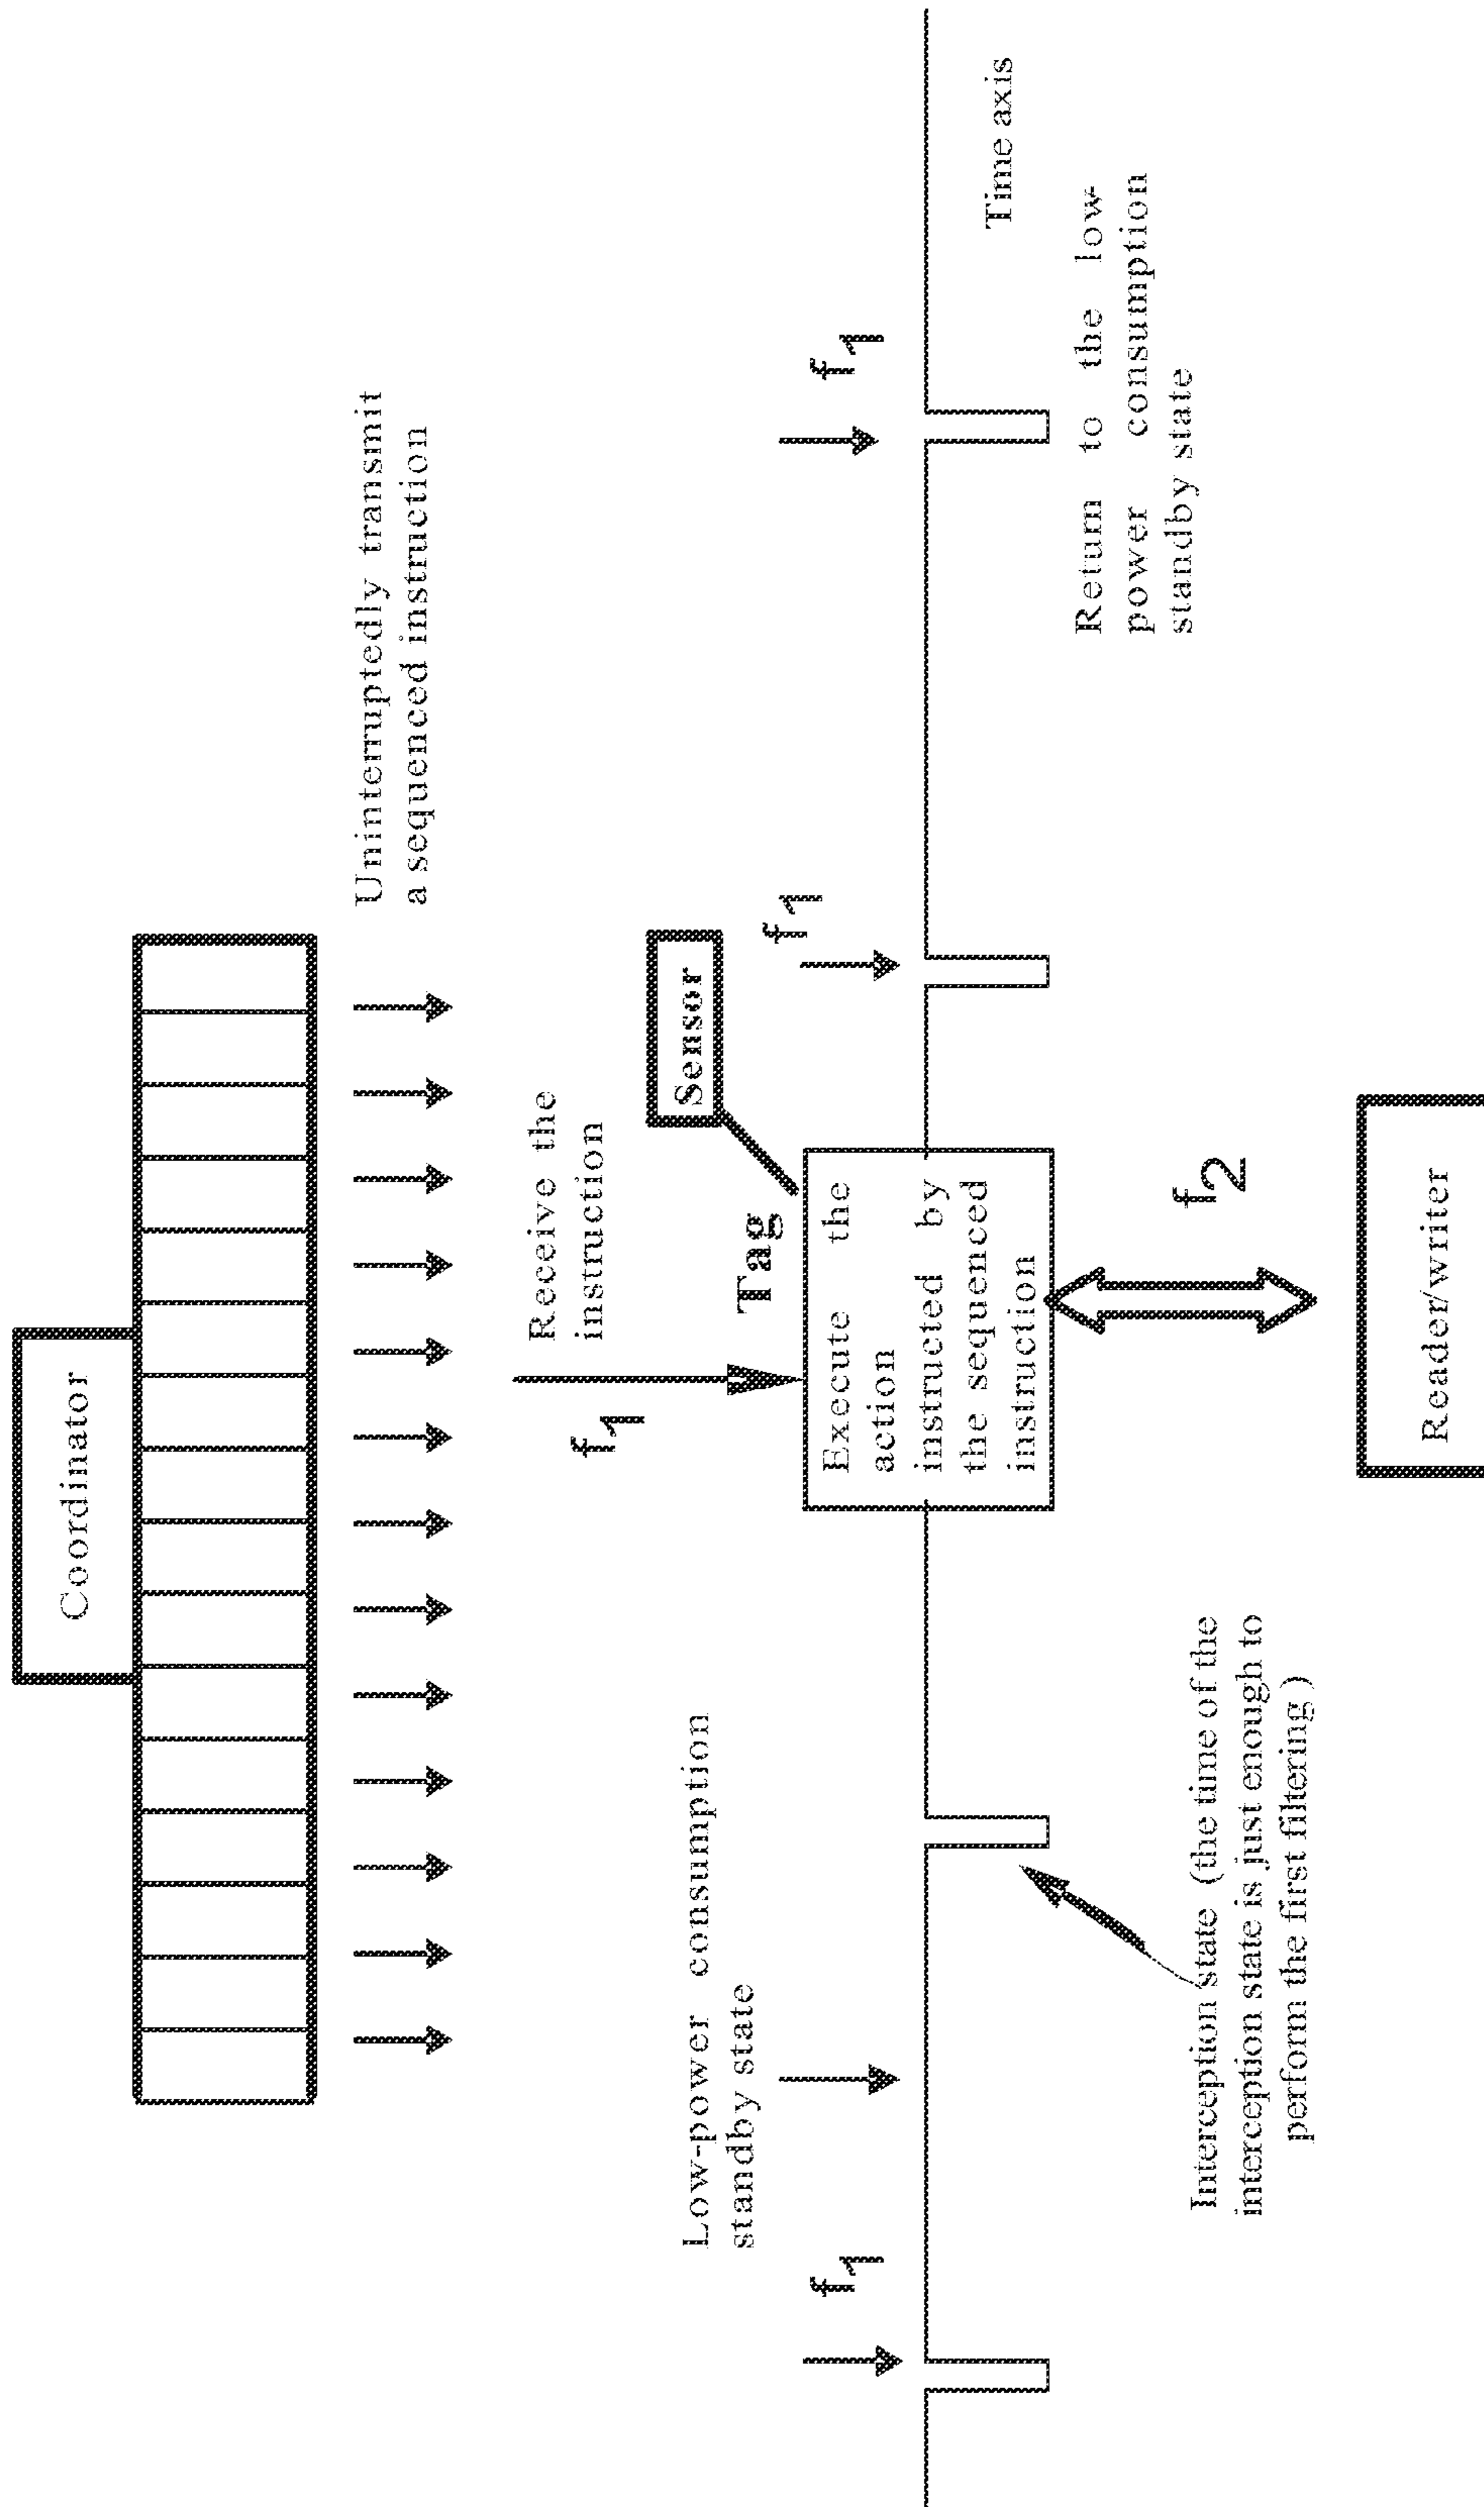 Coordinator
Uninterruptedly transmit
a sequenced instruction
Receive the
instruction
f1
Sensor
Tag
Low-power consumption
standby state
f1
f1
f1
Execute the
action
instructed by
the sequenced
instruction
Time axis
Return to the low-
power consumption
standby state
Interception state (the time of the
interception state is just enough to
perform the first filtering )
f2
Reader/writer